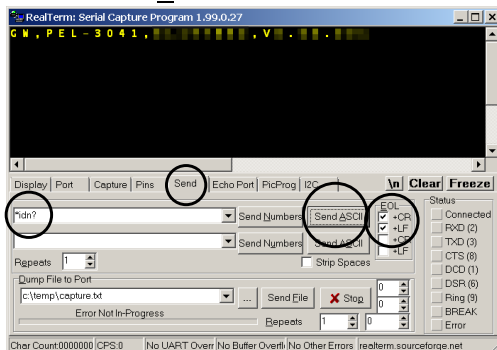 RealTerm: Serial Capture Program 1.99.0.27
GW,PEL-3041,
,V
Display Port Capture Pins Send Echo Port PicProg I2C \n Clear Freeze
*idn? Send Numbers Send ASCII
EOL
+CR
+LF
Send Numbers Send ASCII
+CR
+LF
Repeats 1 Strip Spaces
Dump File to Port
c:\temp\capture.txt ... Send File Stop 0
Error Not In-Progress Repeats 1 0
0
Status
Connected
RXD (2)
TXD (3)
CTS (8)
DCD (1)
DSR (6)
Ring (9)
BREAK
Error
Char Count:0000000 CPS:0 No UART Overr No Buffer Overfl No Other Errors realterm.sourceforge.net